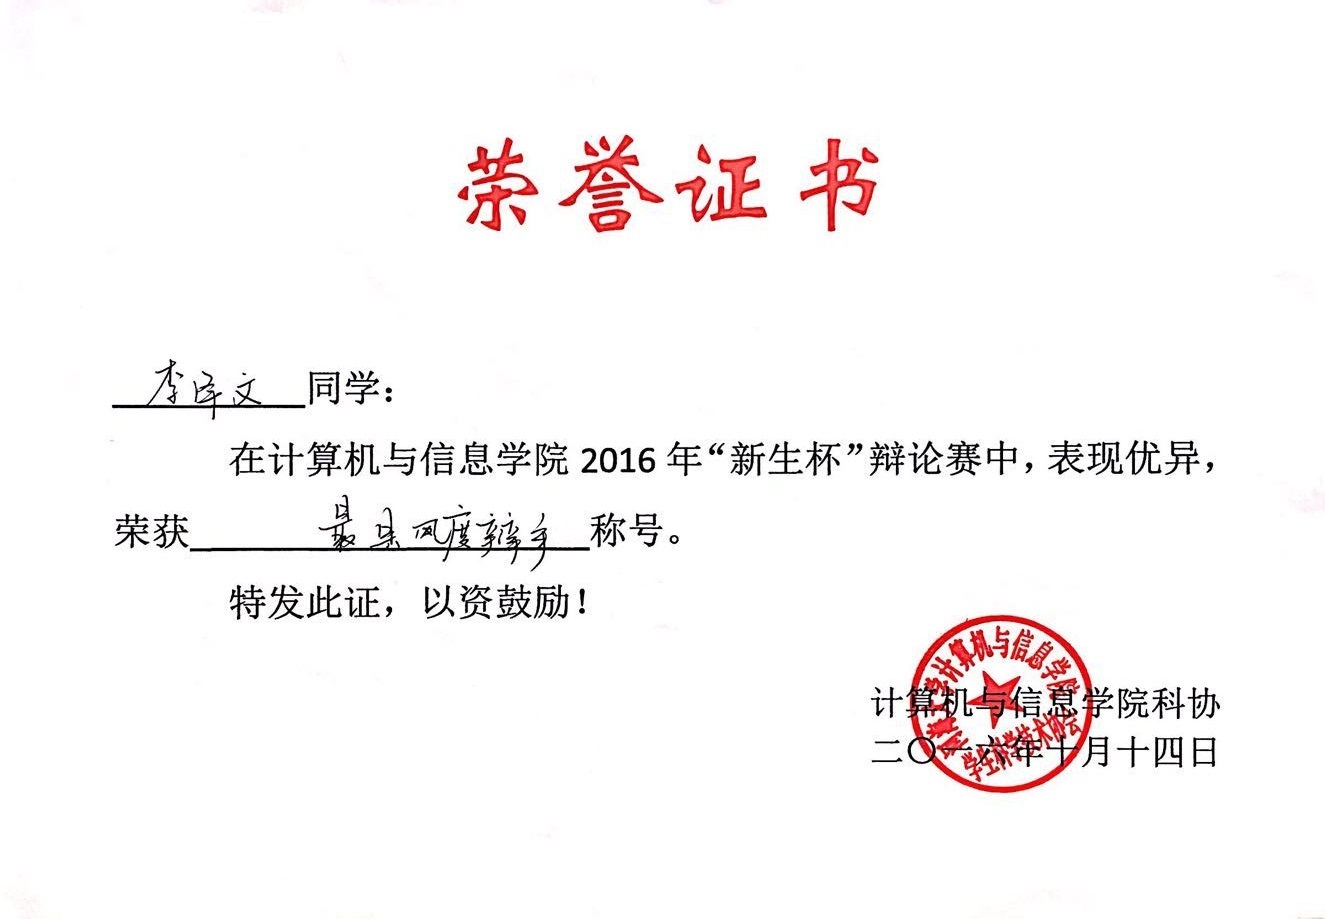 荣誉证书
李泽文同学：
在计算机与信息学院 2016 年“新生杯”辩论赛中，表现优异，
荣获最具风度辩手称号。
特发此证，以资鼓励！
计算机与信息学院科协
二〇一六年十月十四日
计算机与信息学院
学生科学技术协会